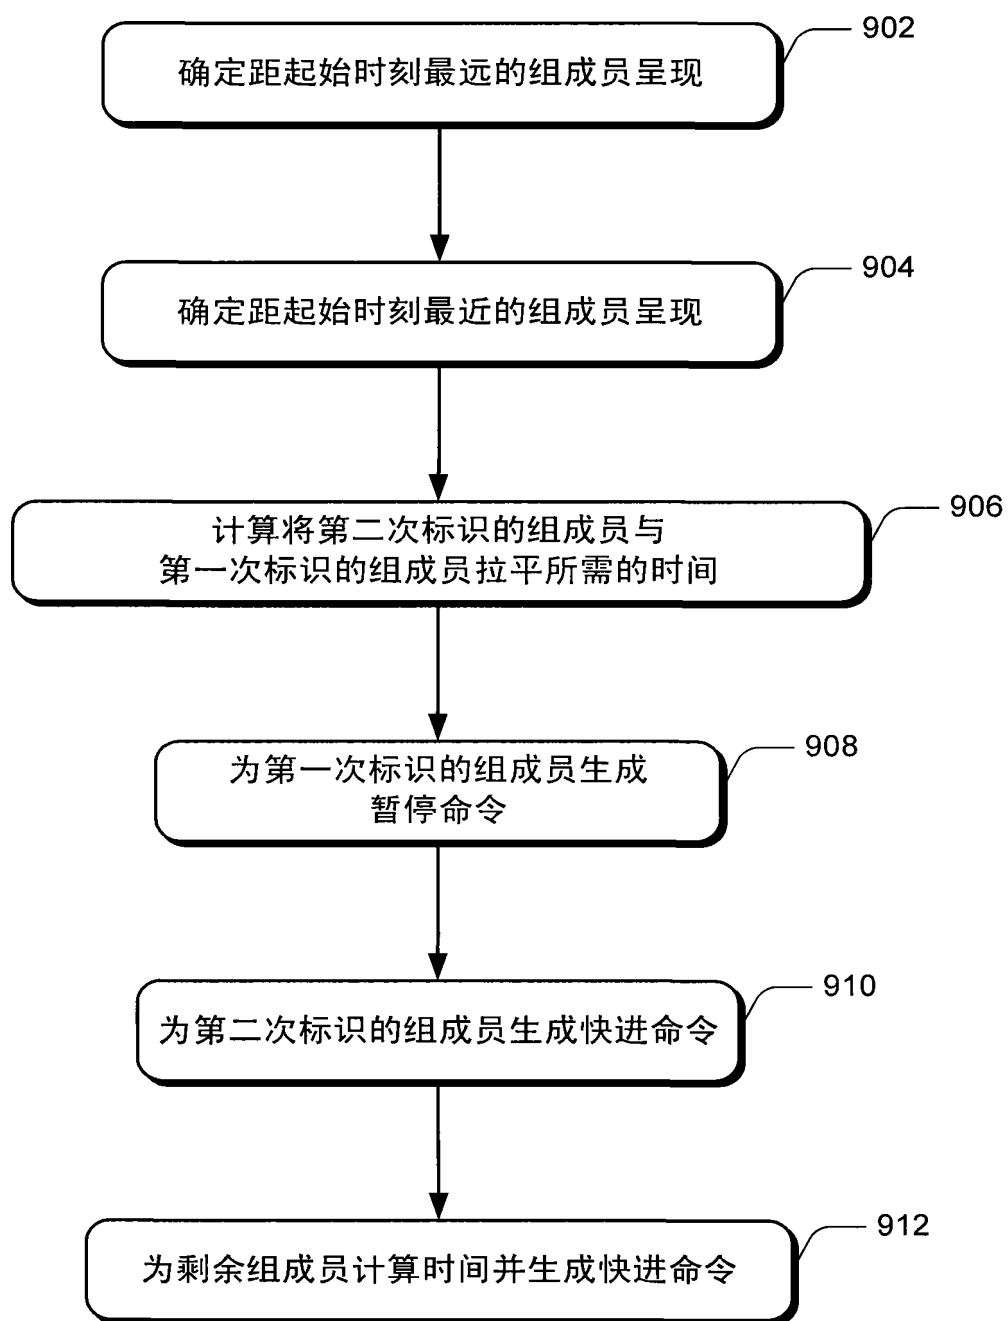 902
确定距起始时刻最远的组成员呈现
904
确定距起始时刻最近的组成员呈现
906
计算将第二次标识的组成员与
第一次标识的组成员拉平所需的时间
908
为第一次标识的组成员生成
暂停命令
910
为第二次标识的组成员生成快进命令
912
为剩余组成员计算时间并生成快进命令